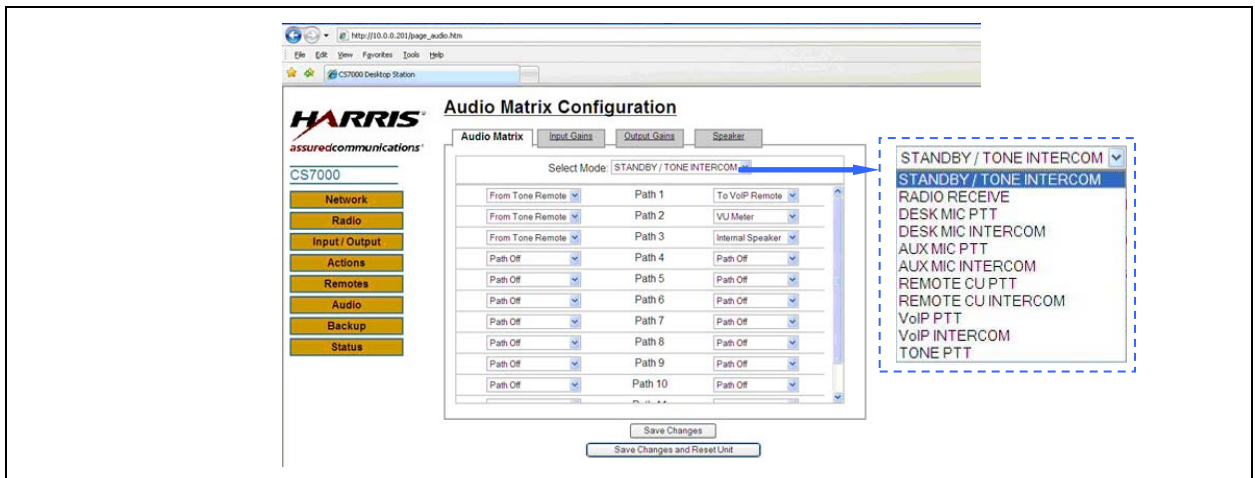 http://10.0.0.201/page_audio.htm
File Edit View Favorites Tools Help
CS7000 Desktop Station
HARRIS
assuredcommunications
CS7000
Network
Radio
Input / Output
Actions
Remotes
Audio
Backup
Status
Audio Matrix Configuration
Audio Matrix Input Gains Output Gains Speaker
Select Mode: STANDBY / TONE INTERCOM
From Tone Remote Path 1 To VoIP Remote
From Tone Remote Path 2 VU Meter
From Tone Remote Path 3 Internal Speaker
Path Off Path 4 Path Off
Path Off Path 5 Path Off
Path Off Path 6 Path Off
Path Off Path 7 Path Off
Path Off Path 8 Path Off
Path Off Path 9 Path Off
Path Off Path 10 Path Off
Save Changes
Save Changes and Reset Unit
STANDBY / TONE INTERCOM
STANDBY / TONE INTERCOM
RADIO RECEIVE
DESK MIC PTT
DESK MIC INTERCOM
AUX MIC PTT
AUX MIC INTERCOM
REMOTE CU PTT
REMOTE CU INTERCOM
VoIP PTT
VoIP INTERCOM
TONE PTT